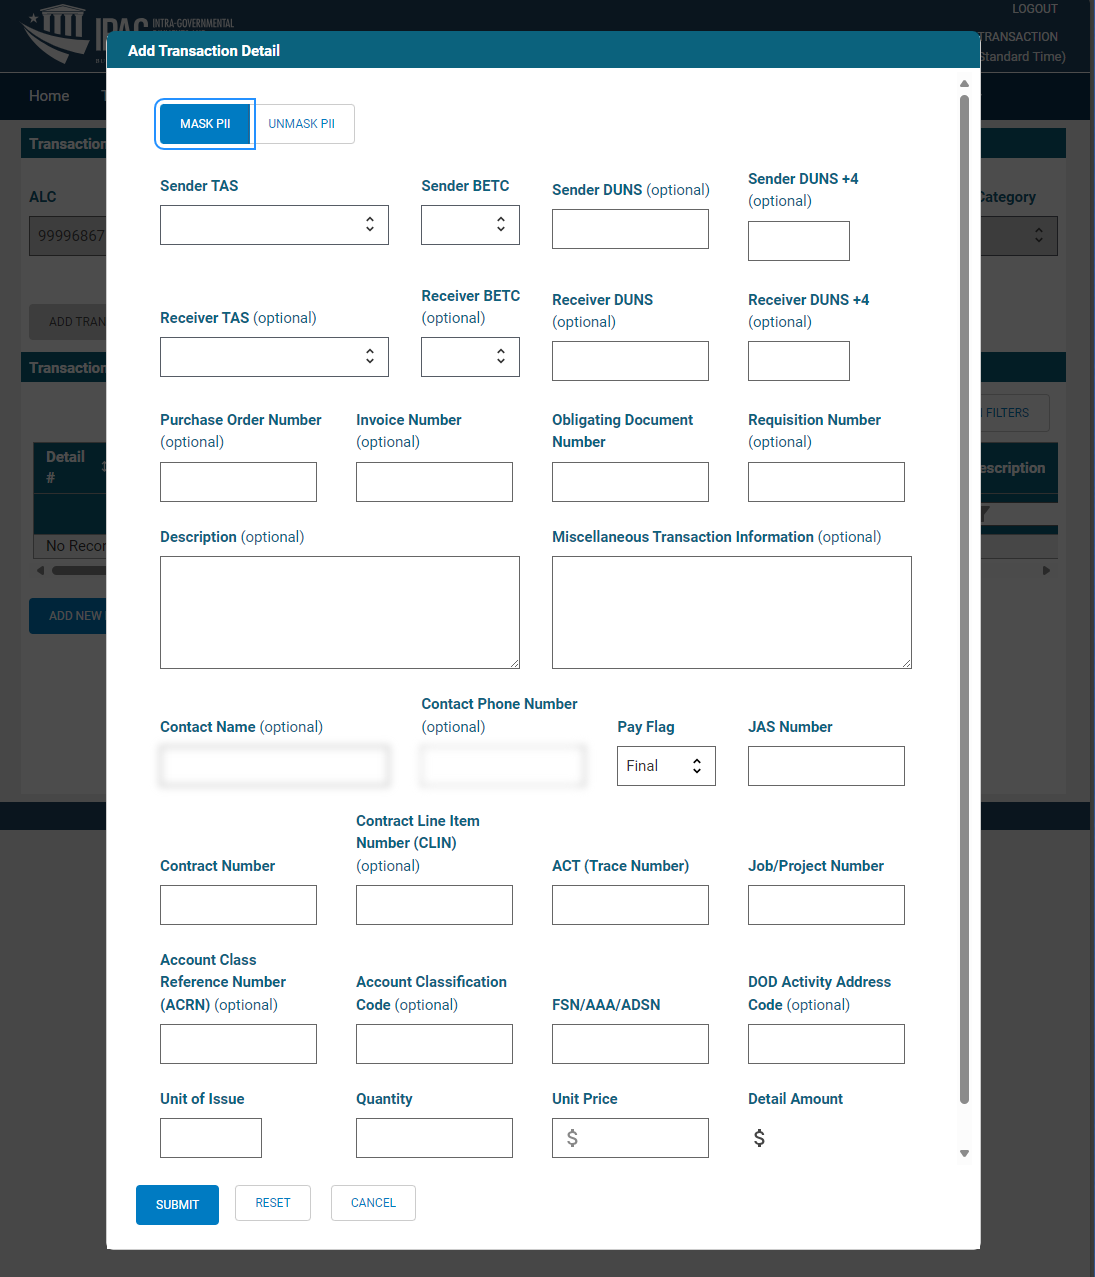 LOGOUT
INTRA-GOVERNMENTAL
IPAC
TRANSACTION
Standard Time)
Add Transaction Detail
Home
MASK PII
UNMASK PII
Transaction
ALC
Category
99996867
Sender TAS
Sender BETC
Sender DUNS (optional)
Sender DUNS +4
(optional)
ADD TRAN
Receiver TAS (optional)
Receiver BETC
(optional)
Receiver DUNS
(optional)
Receiver DUNS +4
(optional)
Transaction
FILTERS
Purchase Order Number
(optional)
Invoice Number
(optional)
Obligating Document
Number
Requisition Number
(optional)
Detail
#
escription
No Recor
Description (optional)
Miscellaneous Transaction Information (optional)
ADD NEW
Contact Name (optional)
Contact Phone Number
(optional)
Pay Flag
JAS Number
Final
Contract Number
Contract Line Item
Number (CLIN)
(optional)
ACT (Trace Number)
Job/Project Number
Account Class
Reference Number
(ACRN) (optional)
Account Classification
Code (optional)
FSN/AAA/ADSN
DOD Activity Address
Code (optional)
Unit of Issue
Quantity
Unit Price
Detail Amount
$
$
SUBMIT
RESET
CANCEL